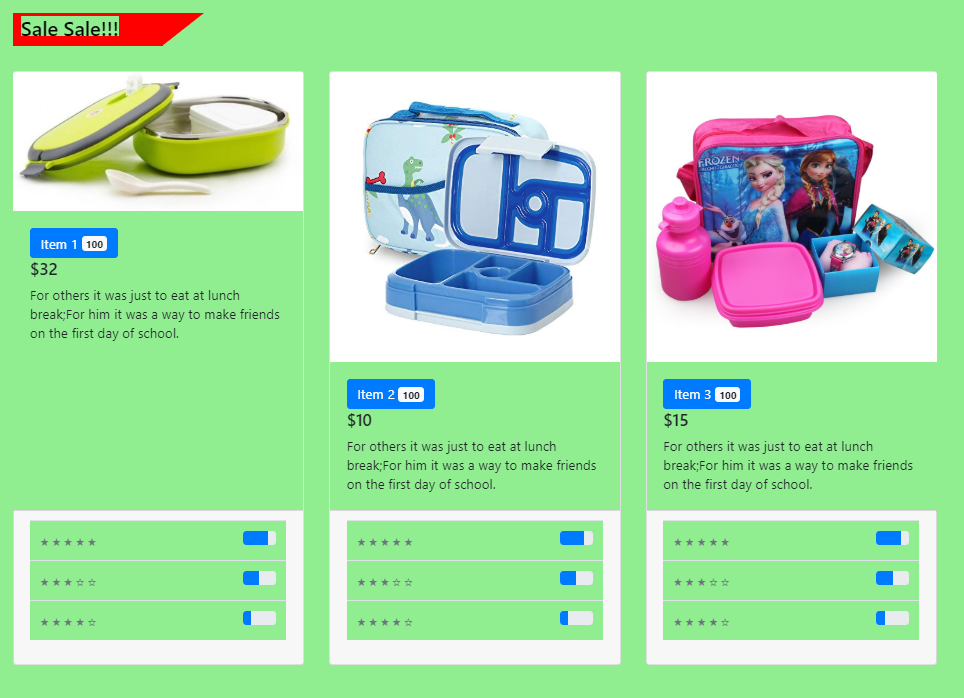 Sale Sale!!!
Item 1 100
$32
For others it was just to eat at lunch
break;For him it was a way to make friends
on the first day of school.
★★★★★
★★★☆☆
★★★★☆
Item 2 100
$10
For others it was just to eat at lunch
break;For him it was a way to make friends
on the first day of school.
★★★★★
★★★☆☆
★★★★☆
FROZEN
Item 3 100
$15
For others it was just to eat at lunch
break;For him it was a way to make friends
on the first day of school.
★★★★★
★★★☆☆
★★★★☆